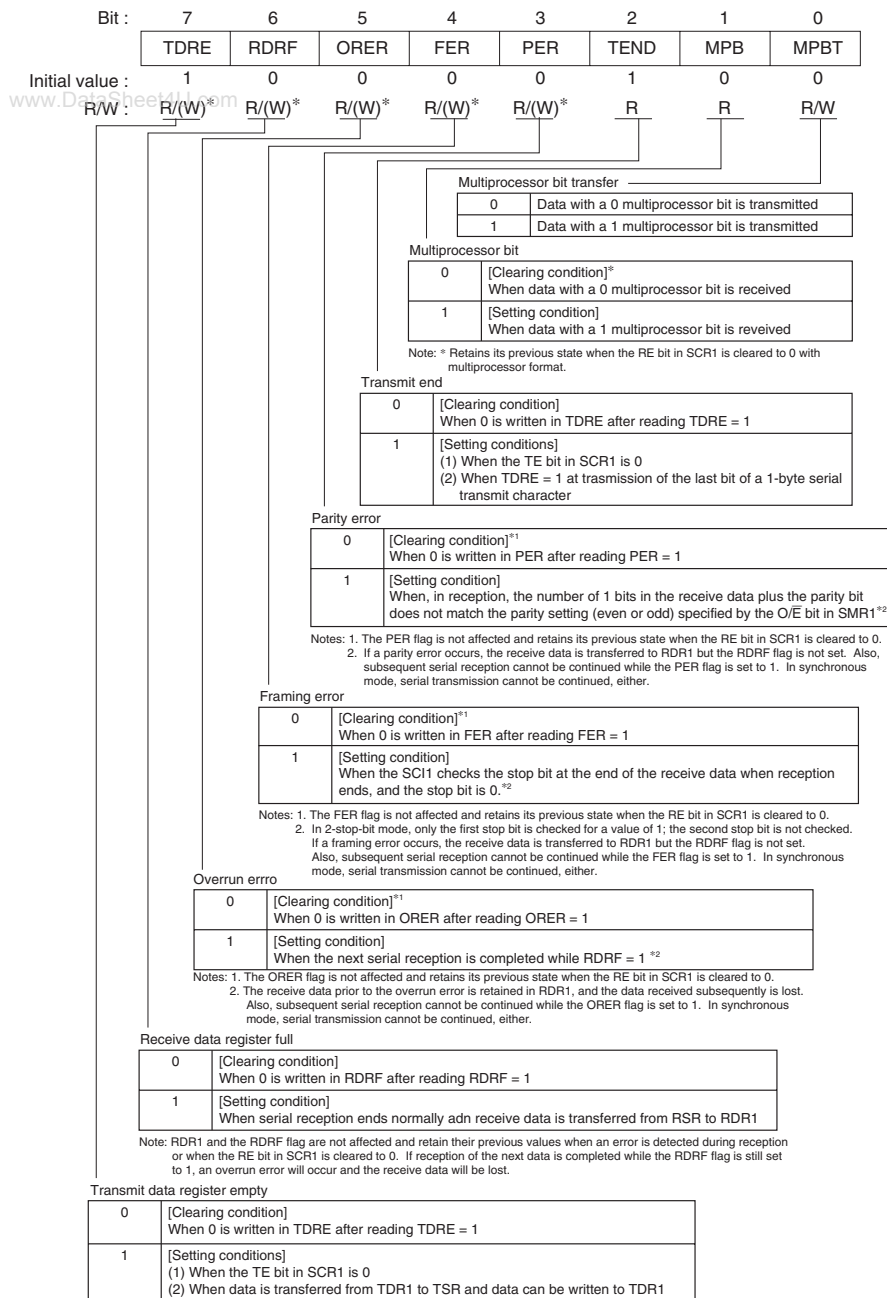 Bit : 7 6 5 4 3 2 1 0
TDRE RDRF ORER FER PER TEND MPB MPBT
Initial value : 1 0 0 0 0 1 0 0
www.DataSheet4U.com
R/W : R/(W)* R/(W)* R/(W)* R/(W)* R/(W)* R R R/W
Multiprocessor bit transfer
0 Data with a 0 multiprocessor bit is transmitted
1 Data with a 1 multiprocessor bit is transmitted
Multiprocessor bit
0 [Clearing condition]*
When data with a 0 multiprocessor bit is received
1 [Setting condition]
When data with a 1 multiprocessor bit is reveived
Note: * Retains its previous state when the RE bit in SCR1 is cleared to 0 with
multiprocessor format.
Transmit end
0 [Clearing condition]
When 0 is written in TDRE after reading TDRE = 1
1 [Setting conditions]
(1) When the TE bit in SCR1 is 0
(2) When TDRE = 1 at trasmission of the last bit of a 1-byte serial
transmit character
Parity error
0 [Clearing condition]*1
When 0 is written in PER after reading PER = 1
1 [Setting condition]
When, in reception, the number of 1 bits in the receive data plus the parity bit
does not match the parity setting (even or odd) specified by the O/E̅ bit in SMR1*2
Notes: 1. The PER flag is not affected and retains its previous state when the RE bit in SCR1 is cleared to 0.
2. If a parity error occurs, the receive data is transferred to RDR1 but the RDRF flag is not set. Also,
subsequent serial reception cannot be continued while the PER flag is set to 1. In synchronous
mode, serial transmission cannot be continued, either.
Framing error
0 [Clearing condition]*1
When 0 is written in FER after reading FER = 1
1 [Setting condition]
When the SCI1 checks the stop bit at the end of the receive data when reception
ends, and the stop bit is 0.*2
Notes: 1. The FER flag is not affected and retains its previous state when the RE bit in SCR1 is cleared to 0.
2. In 2-stop-bit mode, only the first stop bit is checked for a value of 1; the second stop bit is not checked.
If a framing error occurs, the receive data is transferred to RDR1 but the RDRF flag is not set.
Also, subsequent serial reception cannot be continued while the FER flag is set to 1. In synchronous
mode, serial transmission cannot be continued, either.
Overrun errro
0 [Clearing condition]*1
When 0 is written in ORER after reading ORER = 1
1 [Setting condition]
When the next serial reception is completed while RDRF = 1 *2
Notes: 1. The ORER flag is not affected and retains its previous state when the RE bit in SCR1 is cleared to 0.
2. The receive data prior to the overrun error is retained in RDR1, and the data received subsequently is lost.
Also, subsequent serial reception cannot be continued while the ORER flag is set to 1. In synchronous
mode, serial transmission cannot be continued, either.
Receive data register full
0 [Clearing condition]
When 0 is written in RDRF after reading RDRF = 1
1 [Setting condition]
When serial reception ends normally adn receive data is transferred from RSR to RDR1
Note: RDR1 and the RDRF flag are not affected and retain their previous values when an error is detected during reception
or when the RE bit in SCR1 is cleared to 0. If reception of the next data is completed while the RDRF flag is still set
to 1, an overrun error will occur and the receive data will be lost.
Transmit data register empty
0 [Clearing condition]
When 0 is written in TDRE after reading TDRE = 1
1 [Setting conditions]
(1) When the TE bit in SCR1 is 0
(2) When data is transferred from TDR1 to TSR and data can be written to TDR1